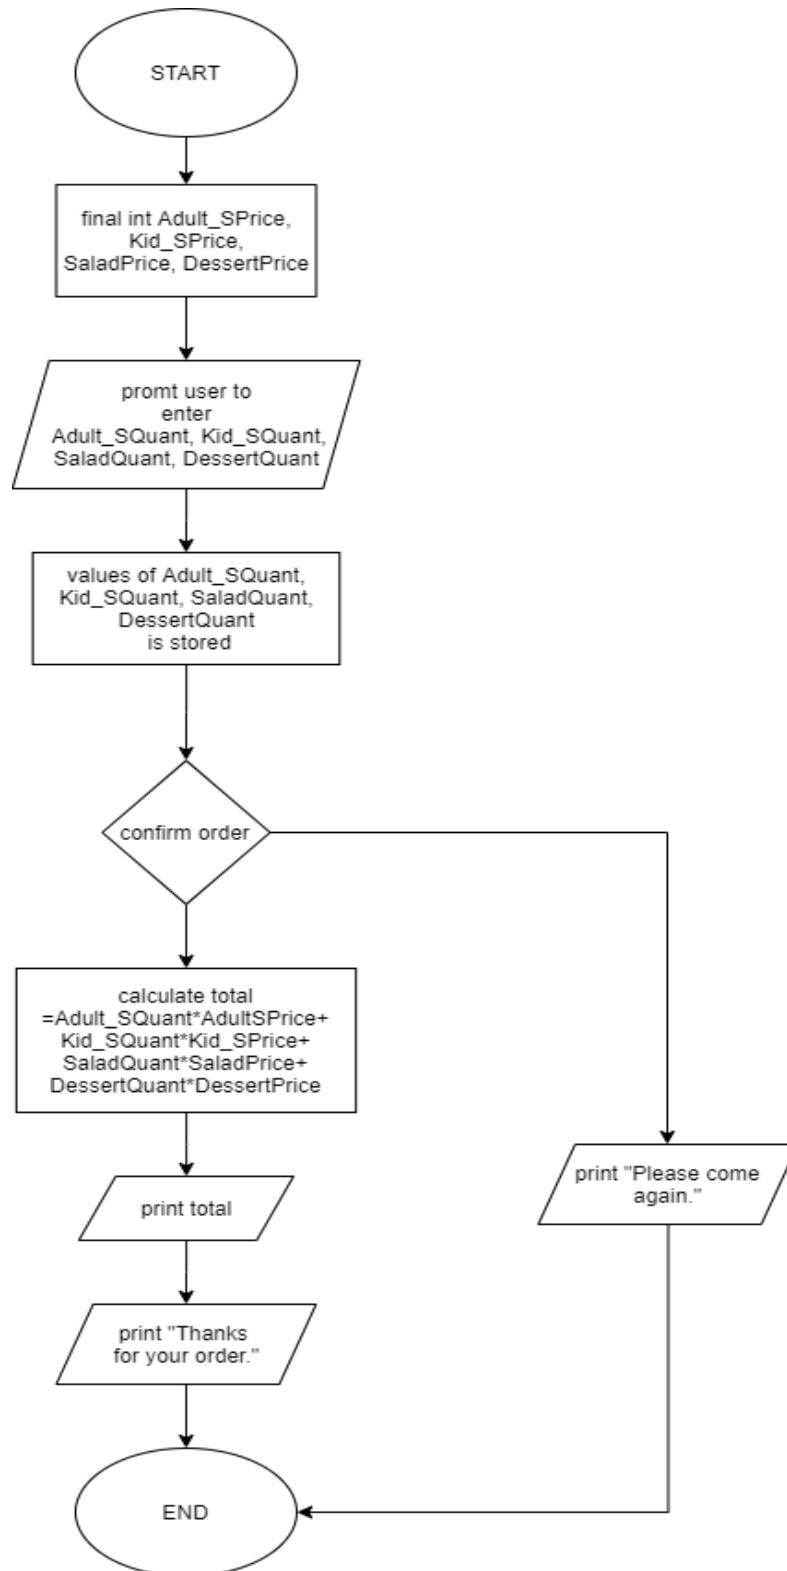 START
final int Adult_SPrice,
Kid_SPrice,
SaladPrice, DessertPrice
promt user to
enter
Adult_SQuant, Kid_SQuant,
SaladQuant, DessertQuant
values of Adult_SQuant,
Kid_SQuant, SaladQuant,
DessertQuant
is stored
confirm order
calculate total
=Adult_SQuant*AdultSPrice+
Kid_SQuant*Kid_SPrice+
SaladQuant*SaladPrice+
DessertQuant*DessertPrice
print "Please come
again."
print total
print "Thanks
for your order."
END